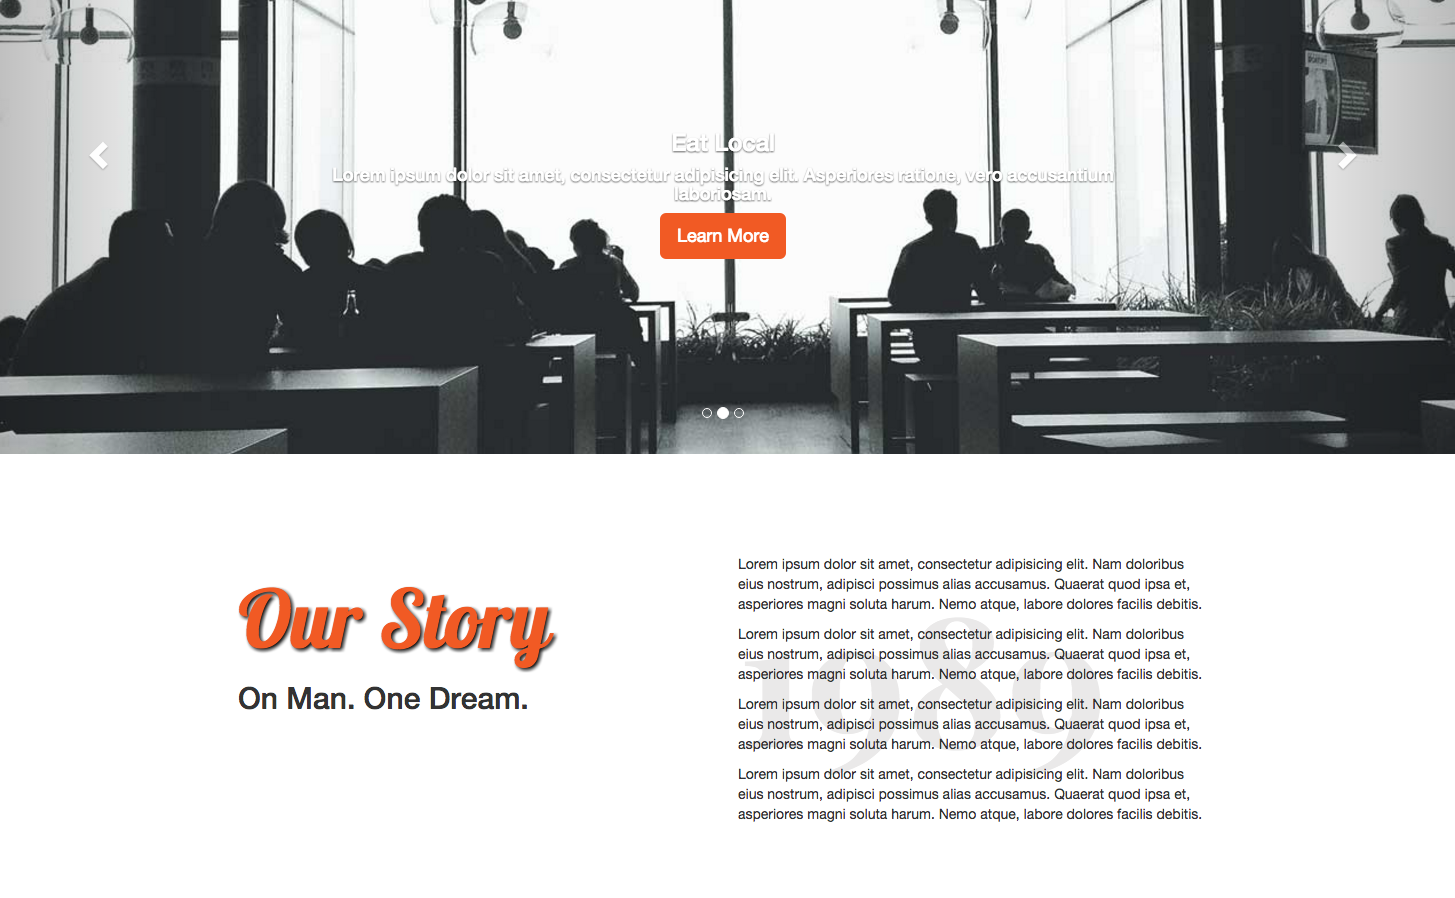 Eat Local
Lorem ipsum dolor sit amet, consectetur adipisicing elit. Asperiores ratione, vero accusantium
laboriosam.
Learn More
Our Story
On Man. One Dream.
1989
Lorem ipsum dolor sit amet, consectetur adipisicing elit. Nam doloribus
eius nostrum, adipisci possimus alias accusamus. Quaerat quod ipsa et,
asperiores magni soluta harum. Nemo atque, labore dolores facilis debitis.
Lorem ipsum dolor sit amet, consectetur adipisicing elit. Nam doloribus
eius nostrum, adipisci possimus alias accusamus. Quaerat quod ipsa et,
asperiores magni soluta harum. Nemo atque, labore dolores facilis debitis.
Lorem ipsum dolor sit amet, consectetur adipisicing elit. Nam doloribus
eius nostrum, adipisci possimus alias accusamus. Quaerat quod ipsa et,
asperiores magni soluta harum. Nemo atque, labore dolores facilis debitis.
Lorem ipsum dolor sit amet, consectetur adipisicing elit. Nam doloribus
eius nostrum, adipisci possimus alias accusamus. Quaerat quod ipsa et,
asperiores magni soluta harum. Nemo atque, labore dolores facilis debitis.